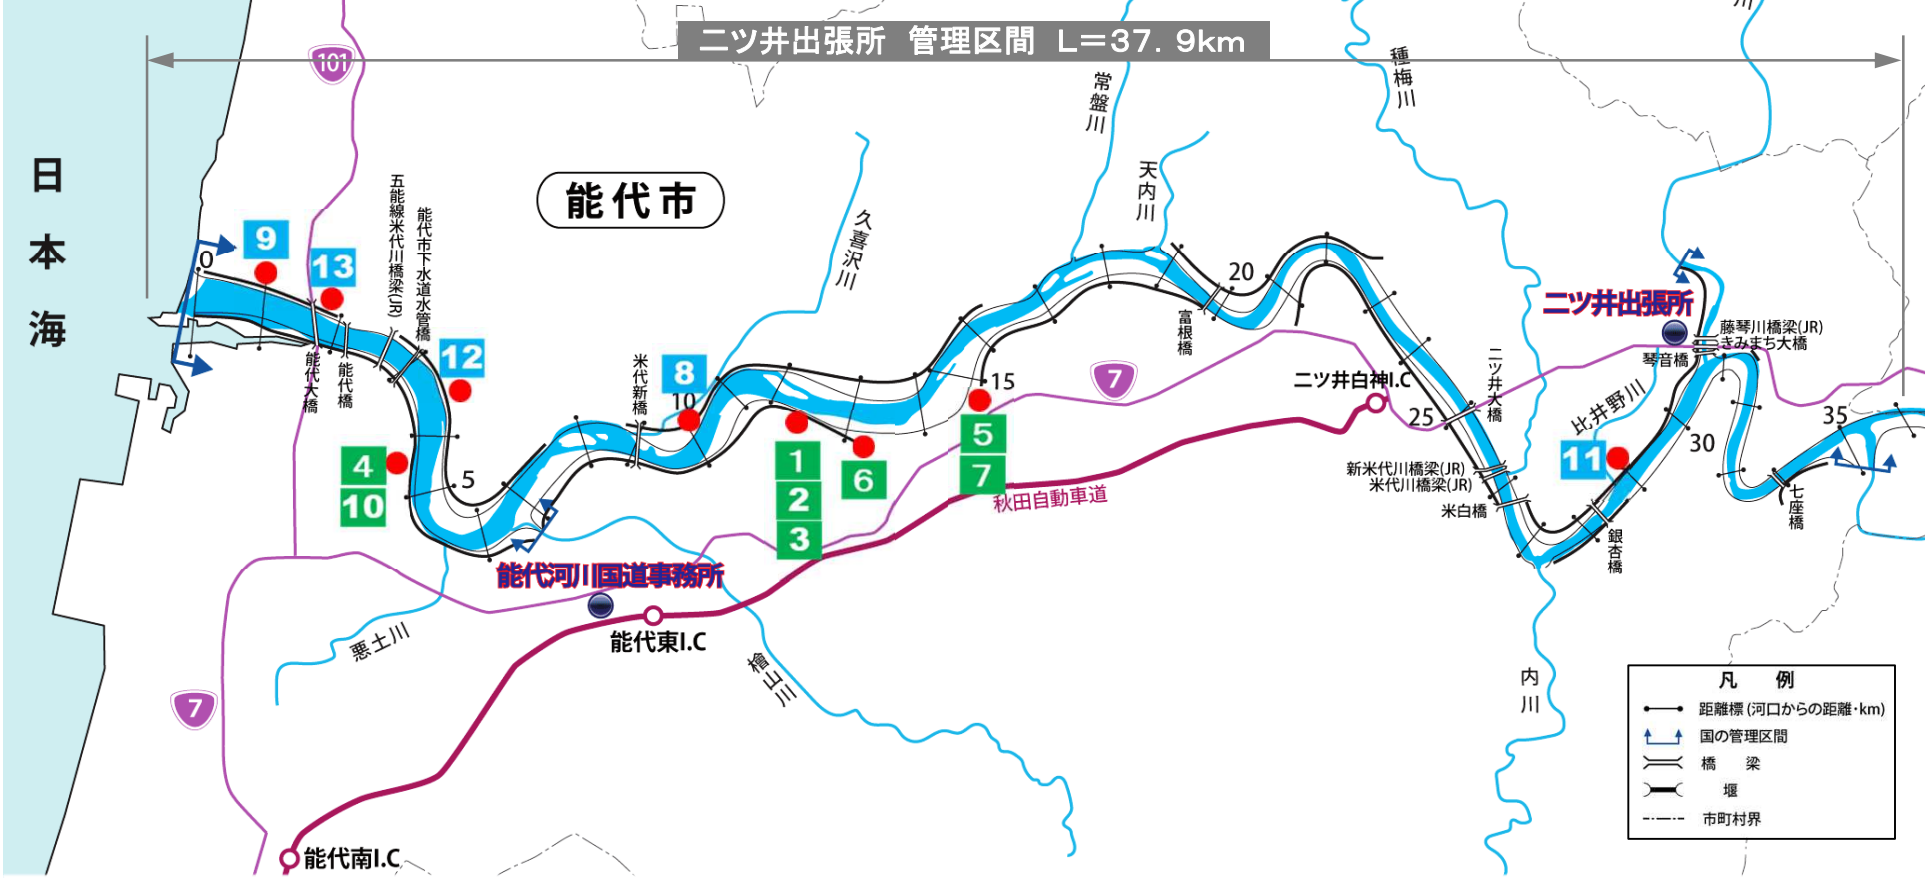 二ツ井出張所 管理区間 L=37.9km
101
種梅川
常盤川
日本海
天内川
五能線米代川橋梁(JR)
能代市下水道水管橋
能代市
久喜沢川
9
0
13
20
二ツ井出張所
富根橋
藤琴川橋梁(JR)
きみまち大橋
琴音橋
能代大橋
能代橋
12
米代新橋
8
10
15
7
二ツ井白神I.C
二ツ井大橋
25
比井野川
35
30
5
1
2
3
6
4
10
5
7
11
新米代川橋梁(JR)
米代川橋梁(JR)
米白橋
七座橋
銀杏橋
秋田自動車道
能代河川国道事務所
能代東I.C
悪土川
檜山川
内川
7
能代南I.C
凡 例
距離標(河口からの距離・km)
国の管理区間
橋 梁
堰
市町村界